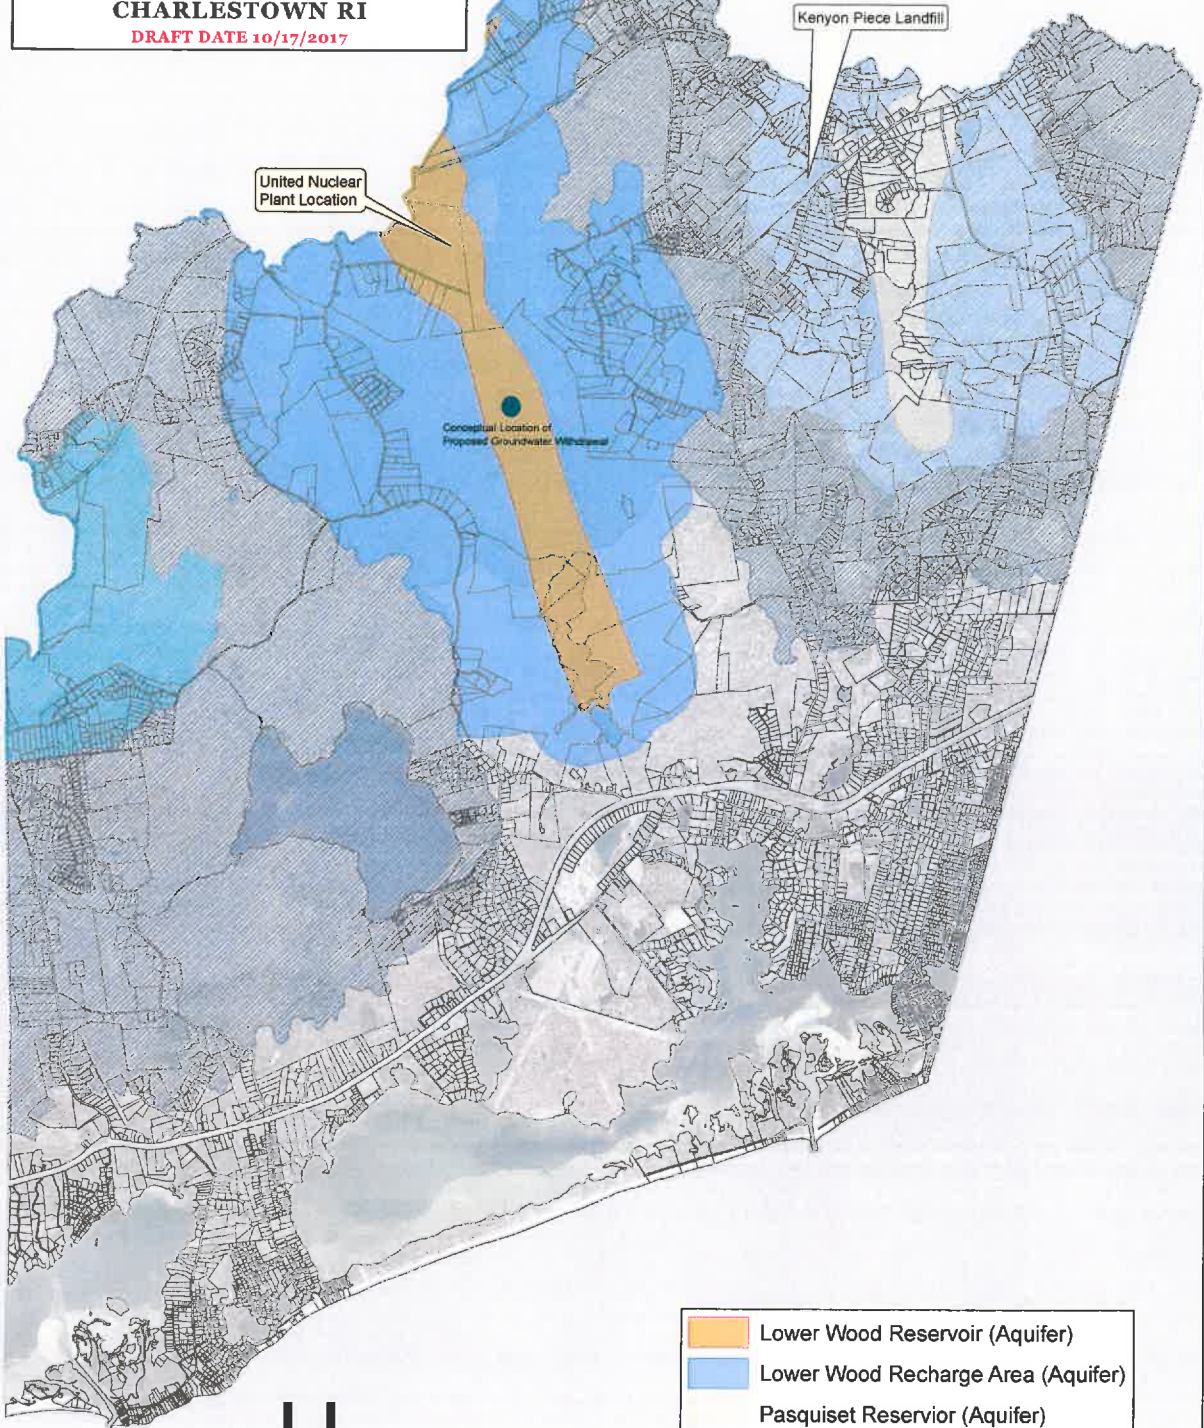 CHARLESTOWN RI
DRAFT DATE 10/17/2017
Kenyon Piece Landfill
United Nuclear
Plant Location
Conceptual Location of
Proposed Groundwater Withdrawal
Lower Wood Reservoir (Aquifer)
Lower Wood Recharge Area (Aquifer)
Pasquiset Reservior (Aquifer)